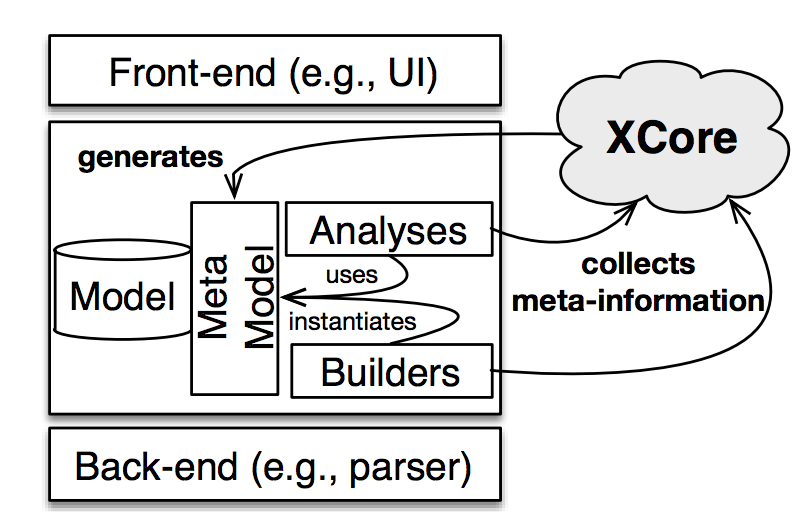 Front-end (e.g., UI)
XCore
generates
Analyses
Meta
Model
Model
uses
collects
meta-information
instantiates
Builders
Back-end (e.g., parser)